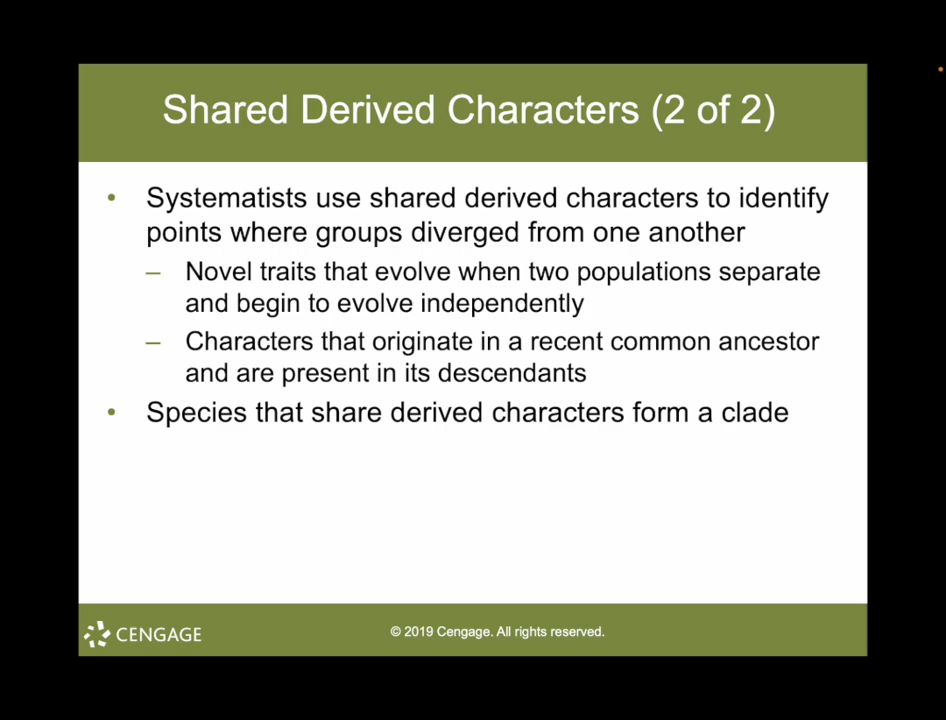 Shared Derived Characters (2 of 2)
• Systematists use shared derived characters to identify
points where groups diverged from one another
– Novel traits that evolve when two populations separate
and begin to evolve independently
– Characters that originate in a recent common ancestor
and are present in its descendants
• Species that share derived characters form a clade
CENGAGE
© 2019 Cengage. All rights reserved.